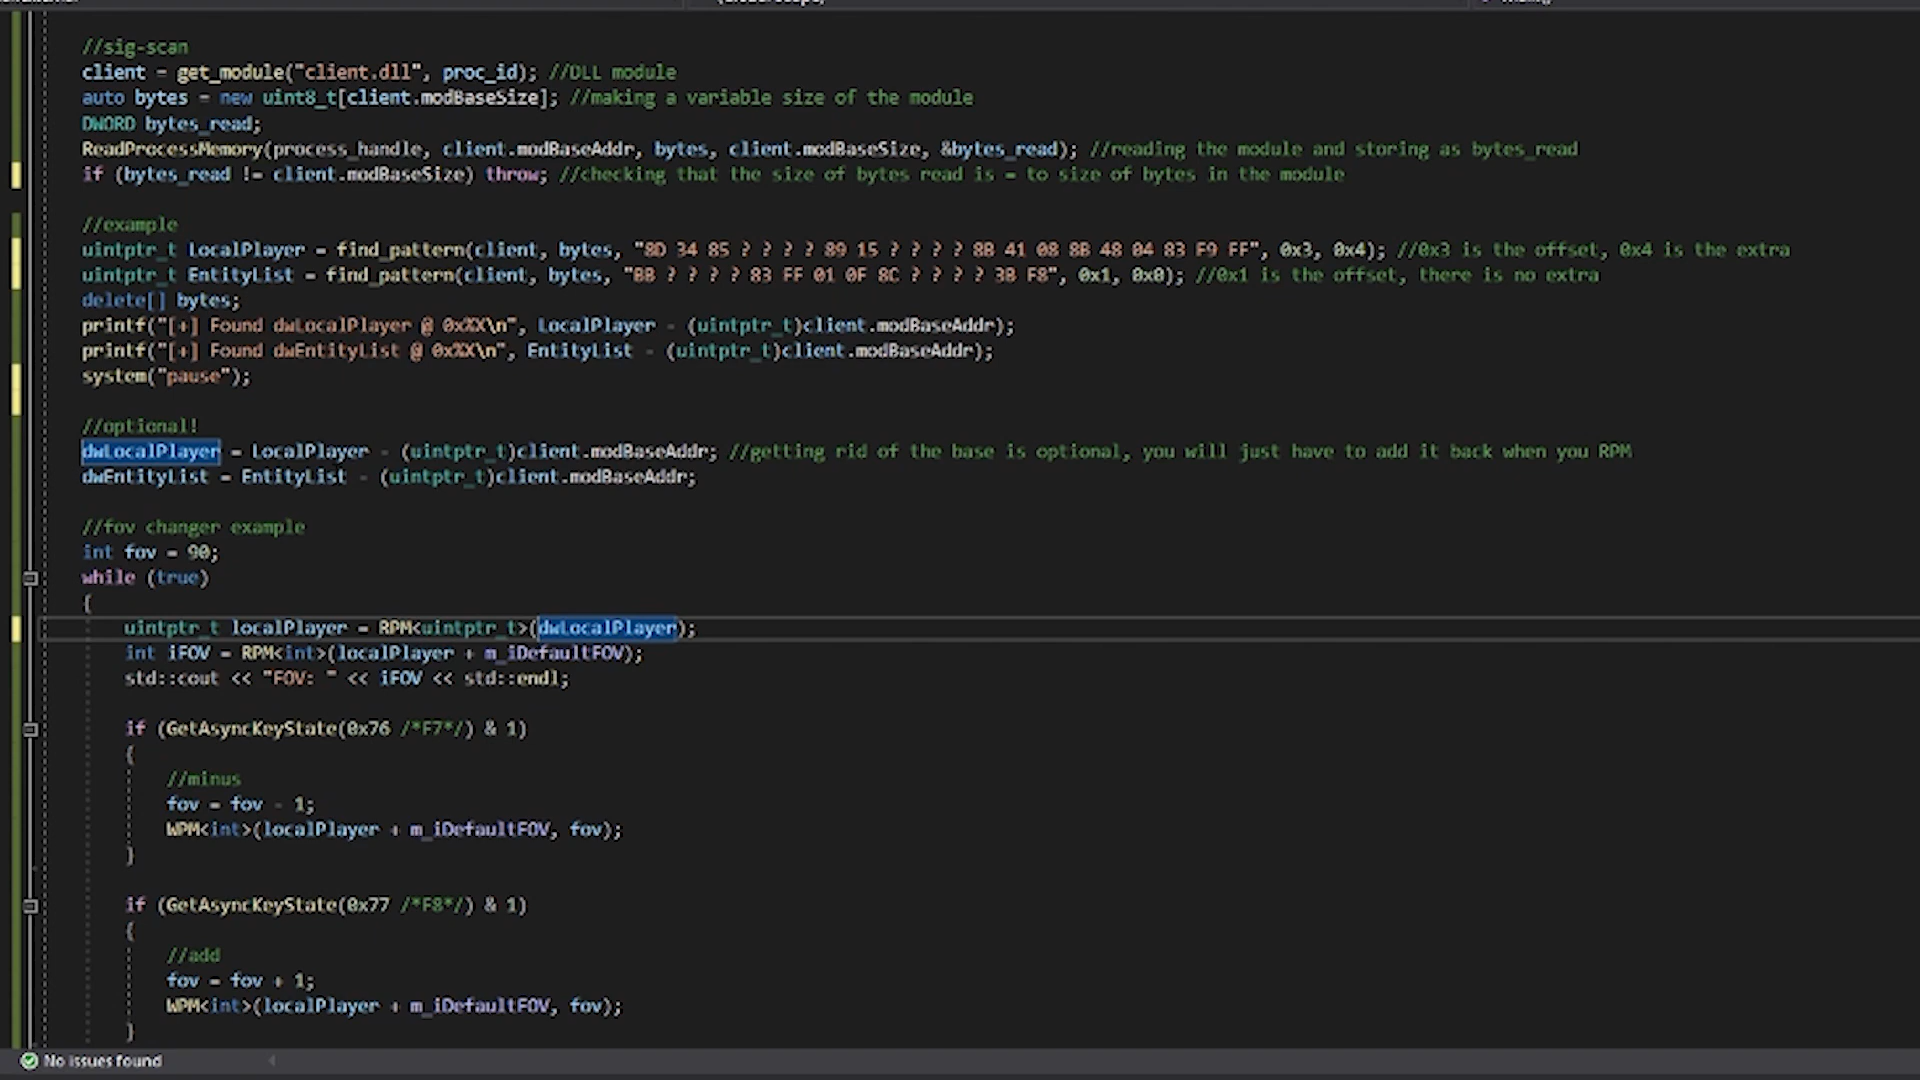 //sig-scan
client = get_module("client.dll", proc_id); //DLL module
auto bytes = new uint8_t[client.modBaseSize]; //making a variable size of the module
DWORD bytes_read;
ReadProcessMemory(process_handle, client.modBaseAddr, bytes, client.modBaseSize, &bytes_read); //reading the module and storing as bytes_read
if (bytes_read != client.modBaseSize) throw; //checking that the size of bytes read is = to size of bytes in the module
//example
uintptr_t LocalPlayer = find_pattern(client, bytes, "8D 34 85 ? ? ? ? 89 15 ? ? ? ? 8B 41 08 8B 48 04 83 F9 FF", 0x3, 0x4); //0x3 is the offset, 0x4 is the extra
uintptr_t EntityList = find_pattern(client, bytes, "BB ? ? ? ? 83 FF 01 0F 8C ? ? ? ? 3B F8", 0x1, 0x0); //0x1 is the offset, there is no extra
delete[] bytes;
printf("[+] Found dwLocalPlayer @ 0x%X\n", LocalPlayer - (uintptr_t)client.modBaseAddr);
printf("[+] Found dwEntityList @ 0x%X\n", EntityList - (uintptr_t)client.modBaseAddr);
system("pause");
//optional!
dwLocalPlayer = LocalPlayer - (uintptr_t)client.modBaseAddr; //getting rid of the base is optional, you will just have to add it back when you RPM
dwEntityList = EntityList - (uintptr_t)client.modBaseAddr;
//fov changer example
int fov = 90;
while (true)
{
uintptr_t localPlayer = RPM<uintptr_t>(dwLocalPlayer);
int iFOV = RPM<int>(localPlayer + m_iDefaultFOV);
std::cout << "FOV: " << iFOV << std::endl;
if (GetAsyncKeyState(0x76 /*F7*/) & 1)
{
//minus
fov = fov - 1;
WPM<int>(localPlayer + m_iDefaultFOV, fov);
}
if (GetAsyncKeyState(0x77 /*F8*/) & 1)
{
//add
fov = fov + 1;
WPM<int>(localPlayer + m_iDefaultFOV, fov);
}
No issues found